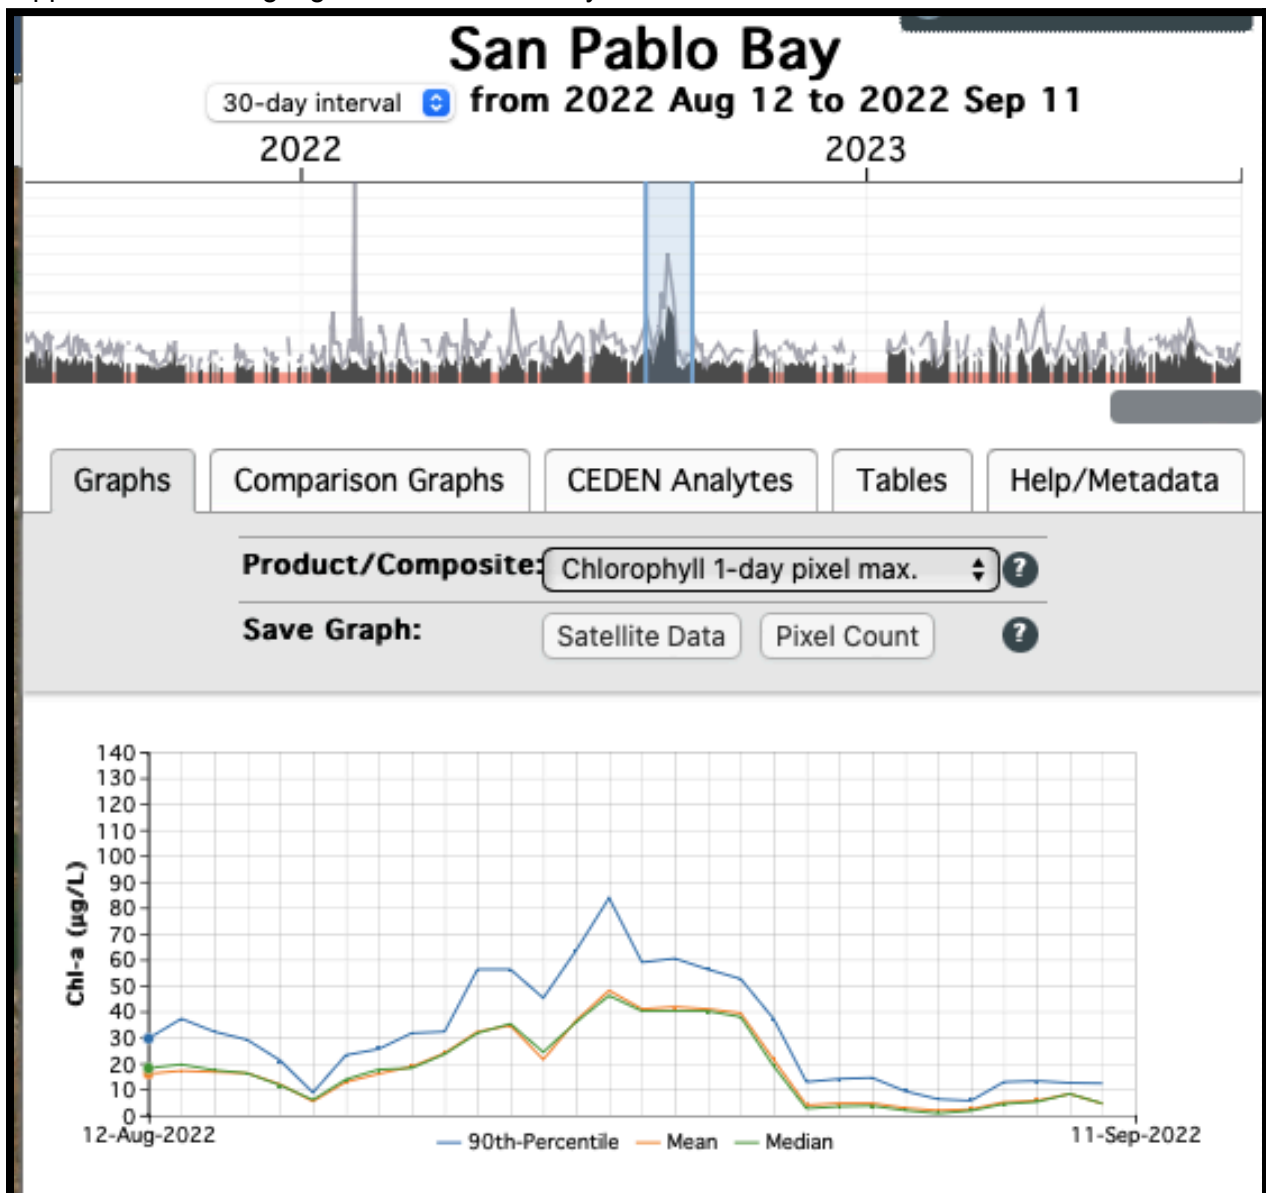 San Pablo Bay
30-day interval from 2022 Aug 12 to 2022 Sep 11
2022 2023
Graphs Comparison Graphs CEDEN Analytes Tables Help/Metadata
Product/Composite: Chlorophyll 1-day pixel max. ?
Save Graph: Satellite Data Pixel Count ?
140
130
120
110
100
90
80
70
60
50
40
30
20
10
0
Chl-a (µg/L)
12-Aug-2022 11-Sep-2022
90th-Percentile Mean Median